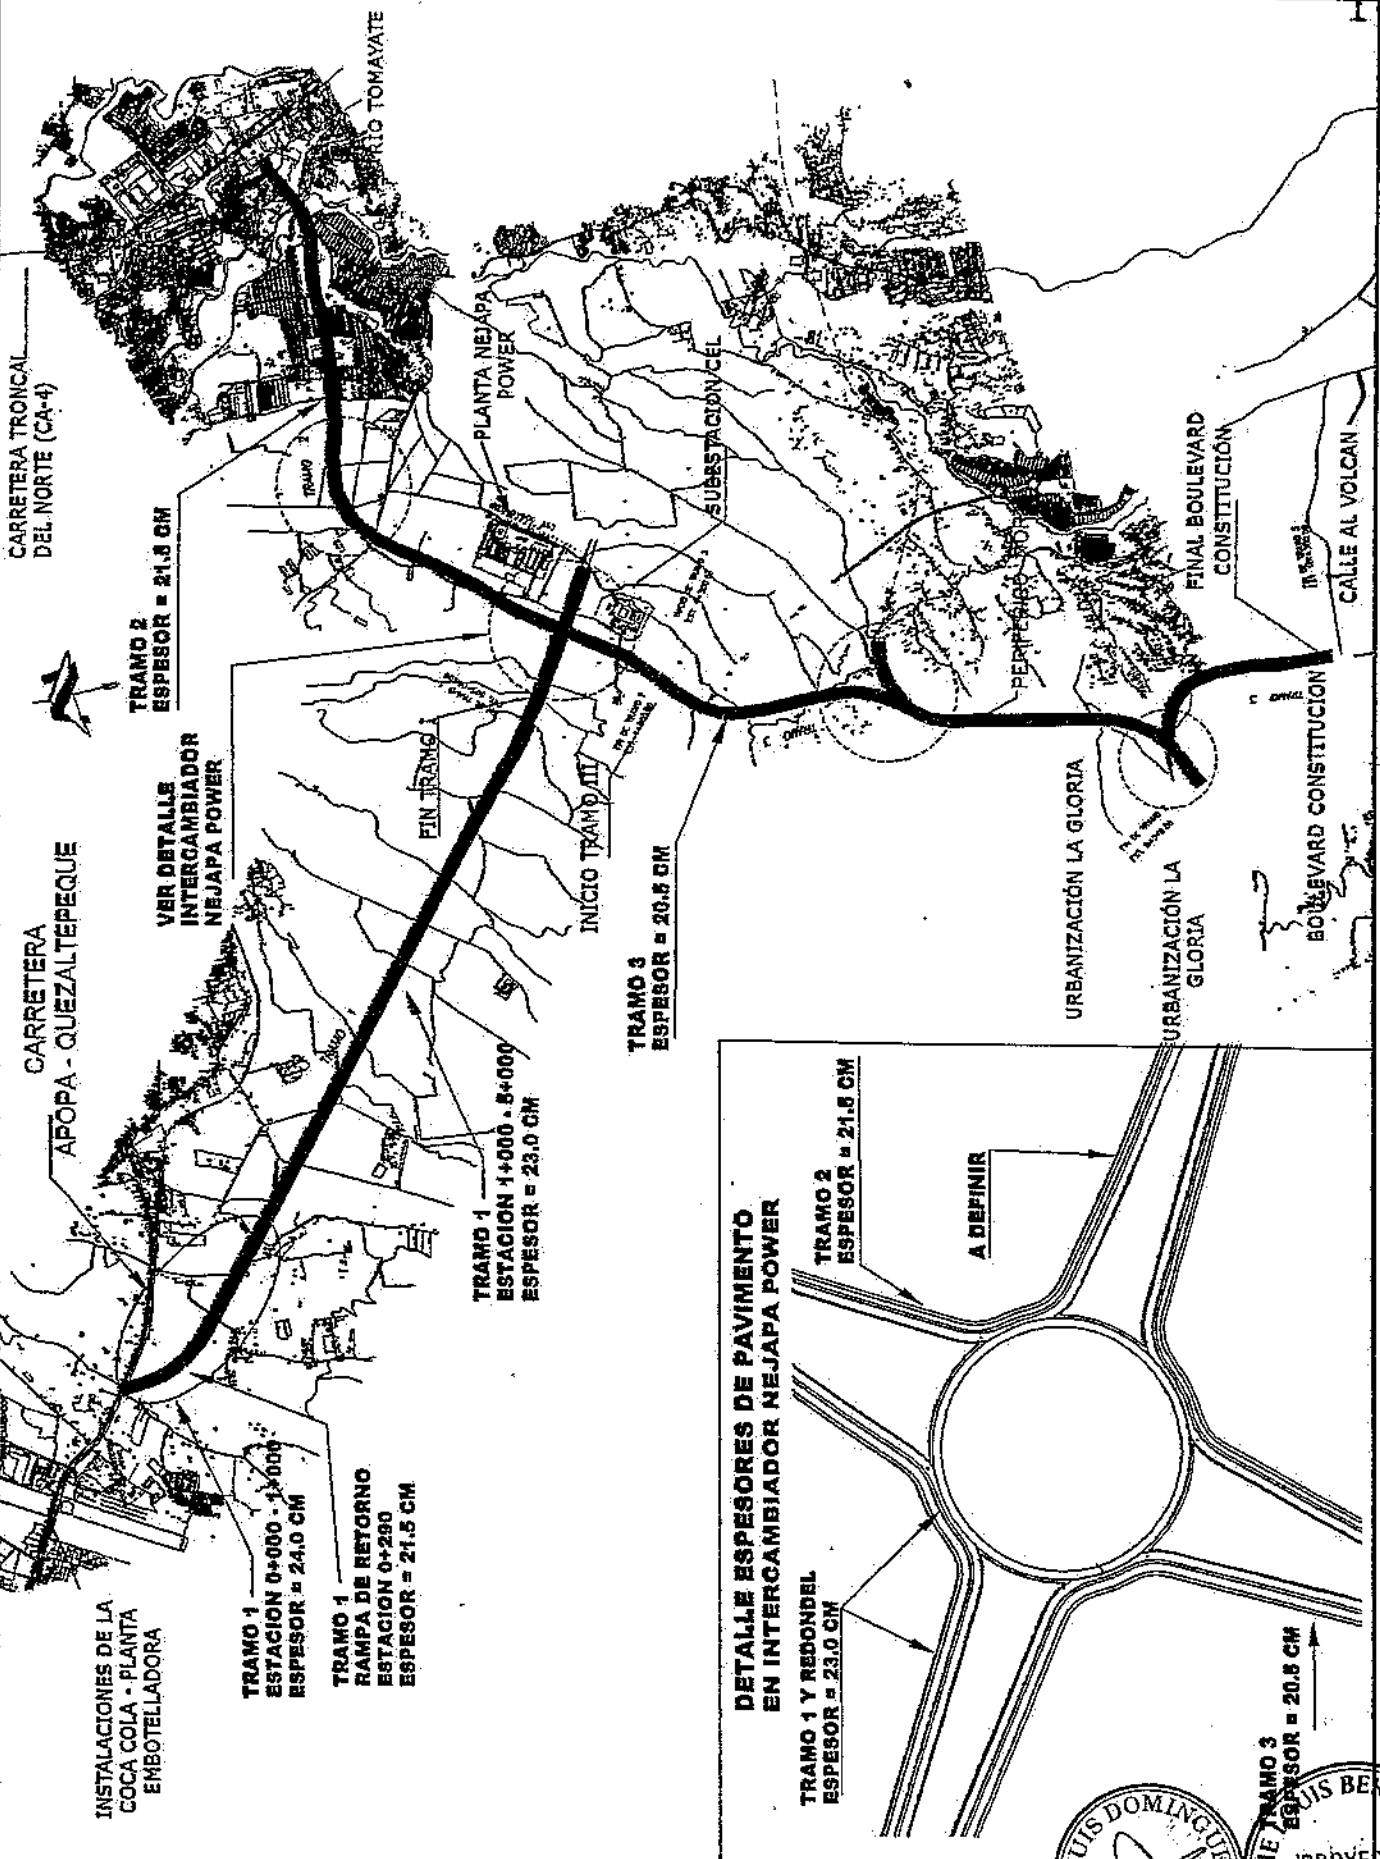 CARRETERA TRONCAL
DEL NORTE (CA-4)
RIO TOMAYATE
TRAMO 2
ESPESOR = 21.5 CM
PLANTA NEJAPA
POWER
SUBESTACION CEL
VER DETALLE
INTERCAMBIADOR
NEJAPA POWER
CARRETERA
APOPA - QUEZALTEPEQUE
FIN TRAMO I
INICIO TRAMO III
TRAMO 3
ESPESOR = 20.5 CM
TRAMO 1
ESTACION 1+000 - 5+000
ESPESOR = 23.0 CM
INSTALACIONES DE LA
COCA COLA - PLANTA
EMBOTELLADORA
TRAMO 1
ESTACION 0+000 - 1+000
ESPESOR = 24.0 CM
TRAMO 1
RAMPA DE RETORNO
ESTACION 0+290
ESPESOR = 21.5 CM
FINAL BOULEVARD
CONSTITUCIÓN
CALLE AL VOLCAN
URBANIZACIÓN LA GLORIA
URBANIZACIÓN LA
GLORIA
BOULEVARD CONSTITUCION
TRAMO 3
DETALLE ESPESORES DE PAVIMENTO
EN INTERCAMBIADOR NEJAPA POWER
TRAMO 1 Y REDONDEL
ESPESOR = 23.0 CM
TRAMO 2
ESPESOR = 21.5 CM
A DEFINIR
TRAMO 3
ESPESOR = 20.5 CM